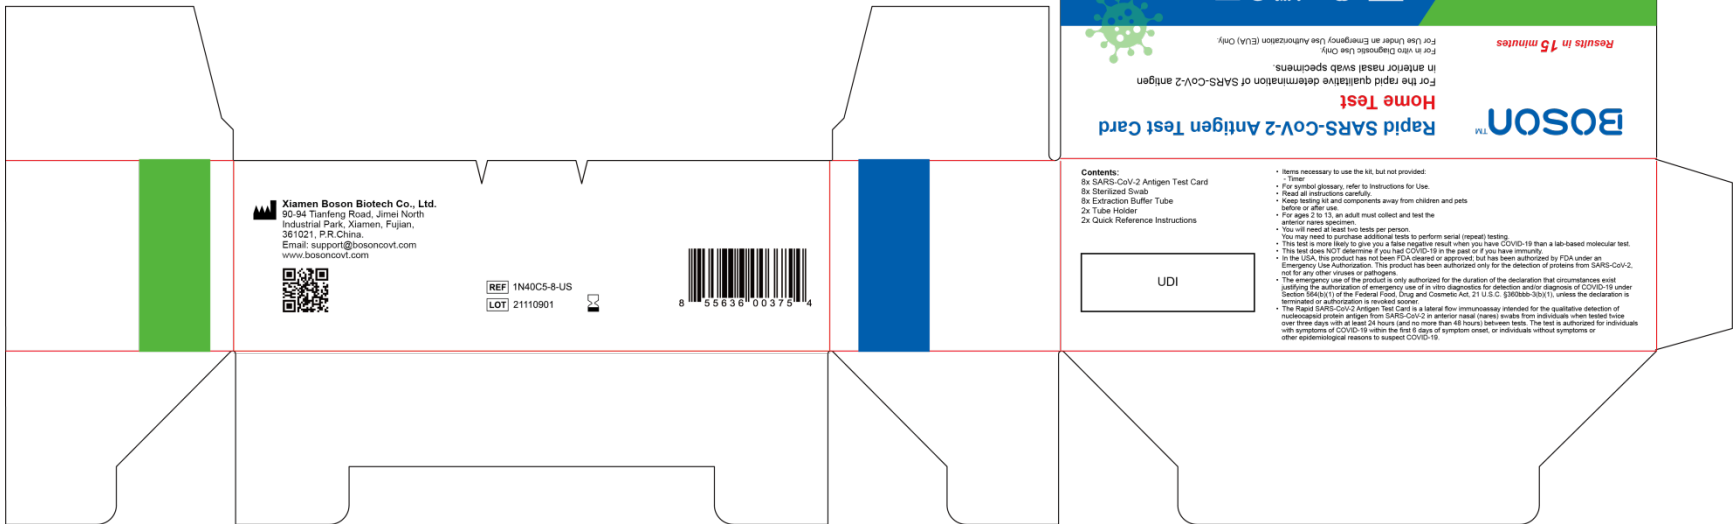 Results in 15 minutes
BOSON™
Rapid SARS-CoV-2 Antigen Test Card
Home Test
For the rapid qualitative determination of SARS-CoV-2 antigen
in anterior nasal swab specimens.
For in vitro Diagnostic Use Only.
For Use Under an Emergency Use Authorization (EUA) Only.
Xiamen Boson Biotech Co., Ltd.
90-94 Tianfeng Road, Jimei North
Industrial Park, Xiamen, Fujian,
361021, P.R.China.
Email: support@bosoncovt.com
www.bosoncovt.com
REF 1N40C5-8-US
LOT 21110901
8 55636 00375 4
Contents:
8x SARS-CoV-2 Antigen Test Card
8x Sterilized Swab
8x Extraction Buffer Tube
2x Tube Holder
2x Quick Reference Instructions
UDI
• Items necessary to use the kit, but not provided:
- Timer
• For symbol glossary, refer to Instructions for Use.
• Read all instructions carefully.
• Keep testing kit and components away from children and pets
before or after use.
• For ages 2 to 13, an adult must collect and test the
anterior nares specimen.
• You will need at least two tests per person.
You may need to purchase additional tests to perform serial (repeat) testing.
• This test is more likely to give you a false negative result when you have COVID-19 than a lab-based molecular test.
• This test does NOT determine if you had COVID-19 in the past or if you have immunity.
• In the USA, this product has not been FDA cleared or approved; but has been authorized by FDA under an
Emergency Use Authorization. This product has been authorized only for the detection of proteins from SARS-CoV-2,
not for any other viruses or pathogens.
• The emergency use of the product is only authorized for the duration of the declaration that circumstances exist
justifying the authorization of emergency use of in vitro diagnostics for detection and/or diagnosis of COVID-19 under
Section 564(b)(1) of the Federal Food, Drug and Cosmetic Act, 21 U.S.C. §360bbb-3(b)(1), unless the declaration is
terminated or authorization is revoked sooner.
• The Rapid SARS-CoV-2 Antigen Test Card is a lateral flow immunoassay intended for the qualitative detection of
nucleocapsid protein antigen from SARS-CoV-2 in anterior nasal (nares) swabs from individuals when tested twice
over three days with at least 24 hours (and no more than 48 hours) between tests. The test is authorized for individuals
with symptoms of COVID-19 within the first 6 days of symptom onset, or individuals without symptoms or
other epidemiological reasons to suspect COVID-19.